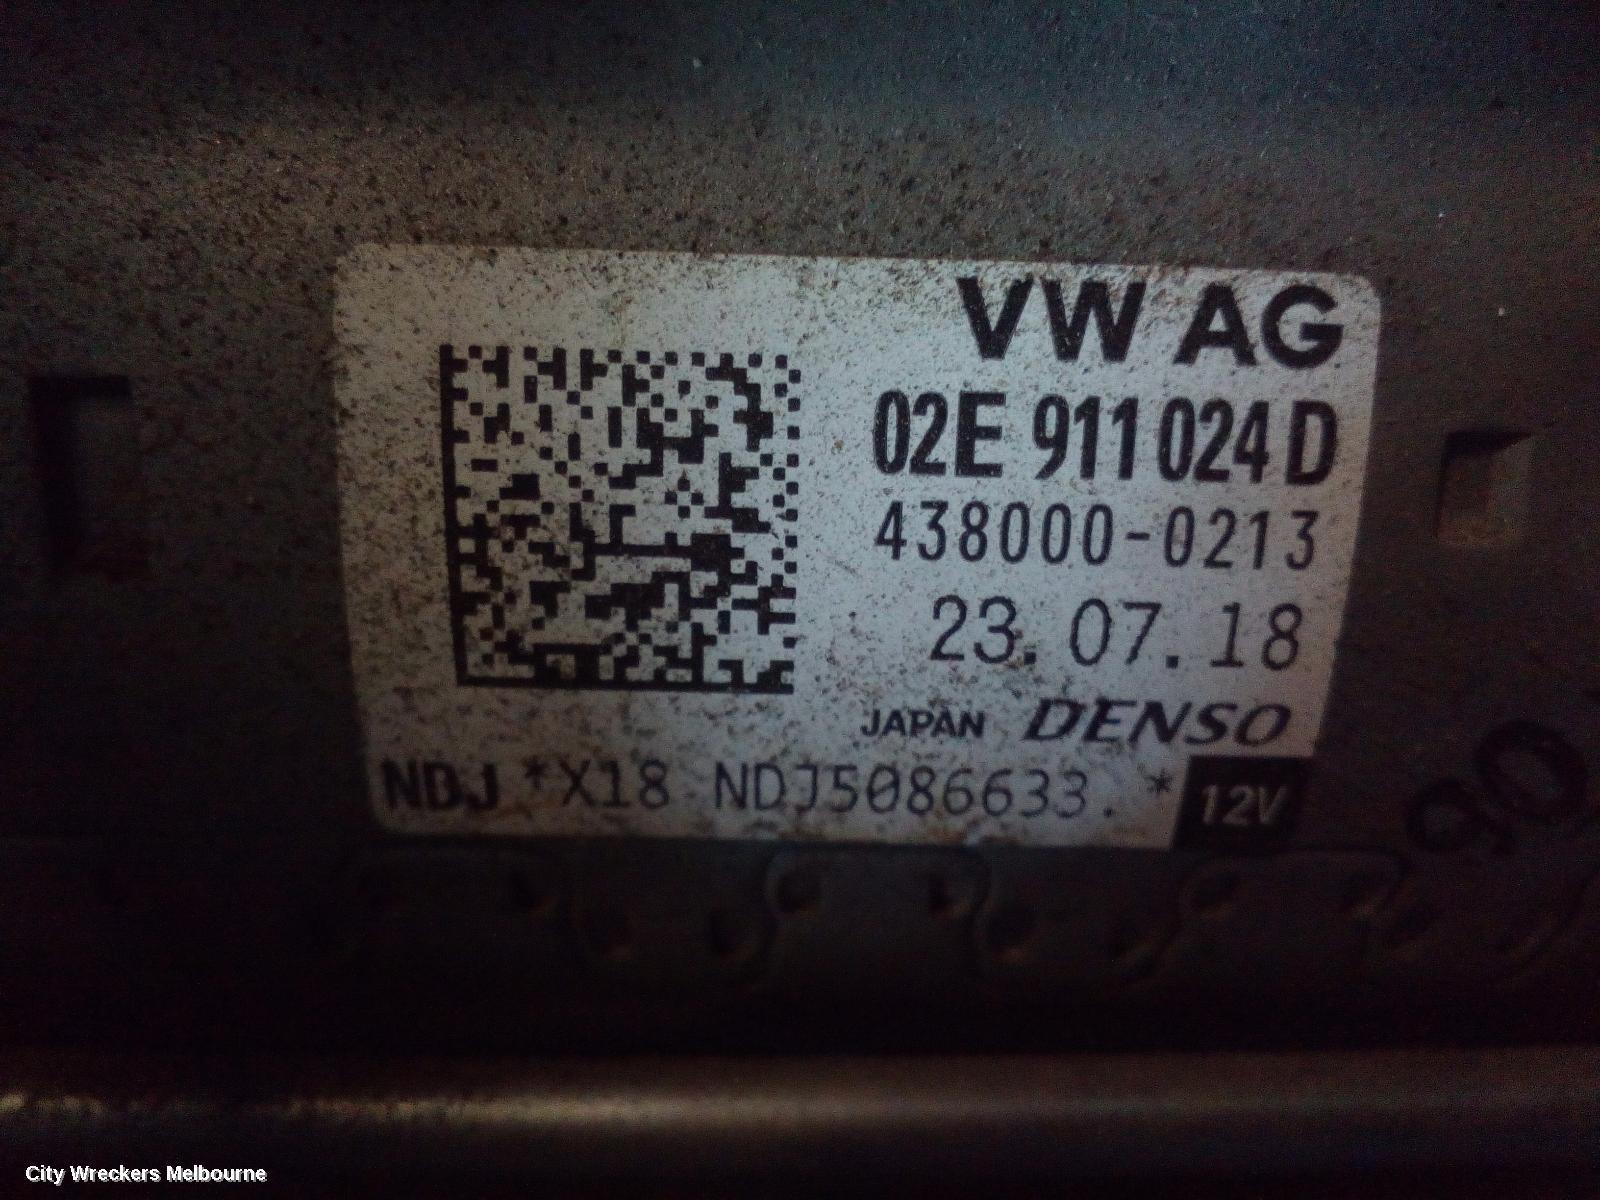 VW AG
02E 911 024 D
438000-0213
23.07.18
JAPAN DENSO
NDJ *X18 NDJ5086633. * 12V
City Wreckers Melbourne